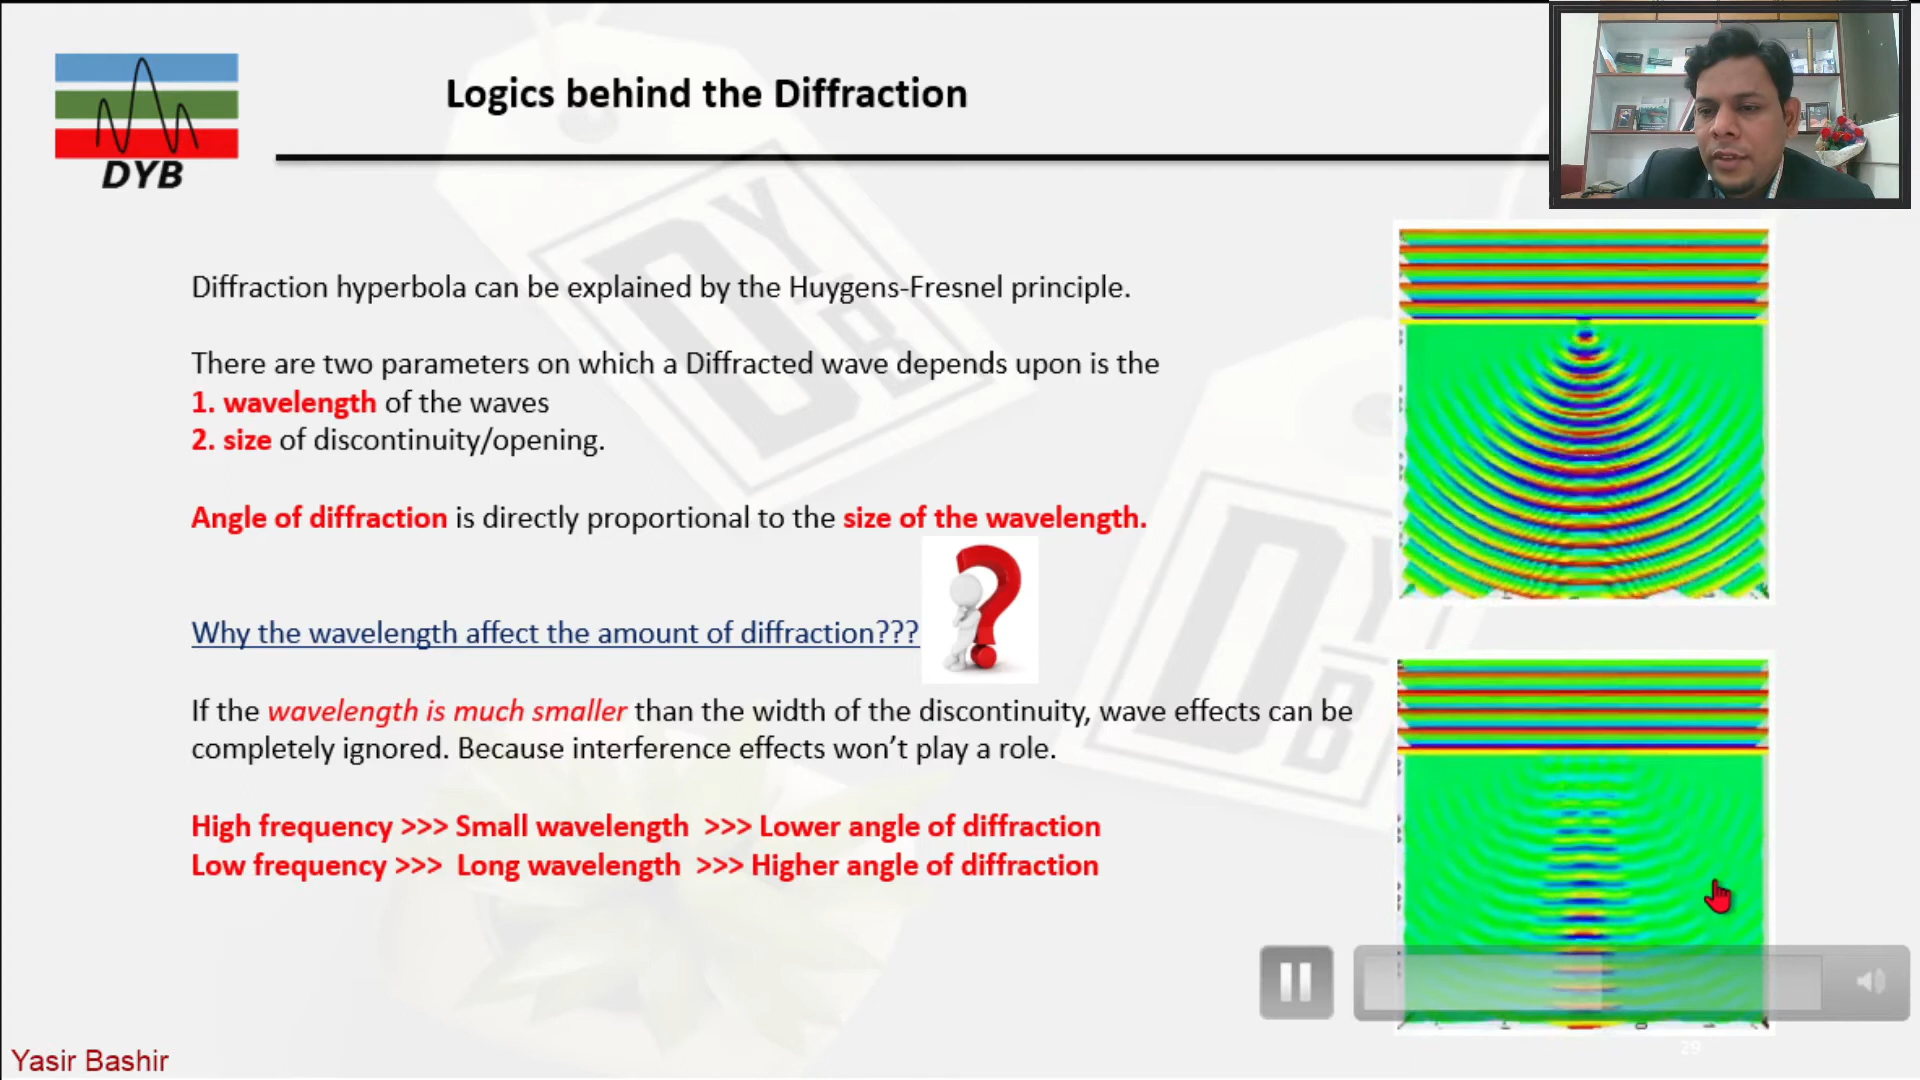 Logics behind the Diffraction
DYB
Diffraction hyperbola can be explained by the Huygens-Fresnel principle.
There are two parameters on which a Diffracted wave depends upon is the
1. wavelength of the waves
2. size of discontinuity/opening.
Angle of diffraction is directly proportional to the size of the wavelength.
Why the wavelength affect the amount of diffraction???
If the wavelength is much smaller than the width of the discontinuity, wave effects can be
completely ignored. Because interference effects won’t play a role.
High frequency >>> Small wavelength >>> Lower angle of diffraction
Low frequency >>> Long wavelength >>> Higher angle of diffraction
29
Yasir Bashir